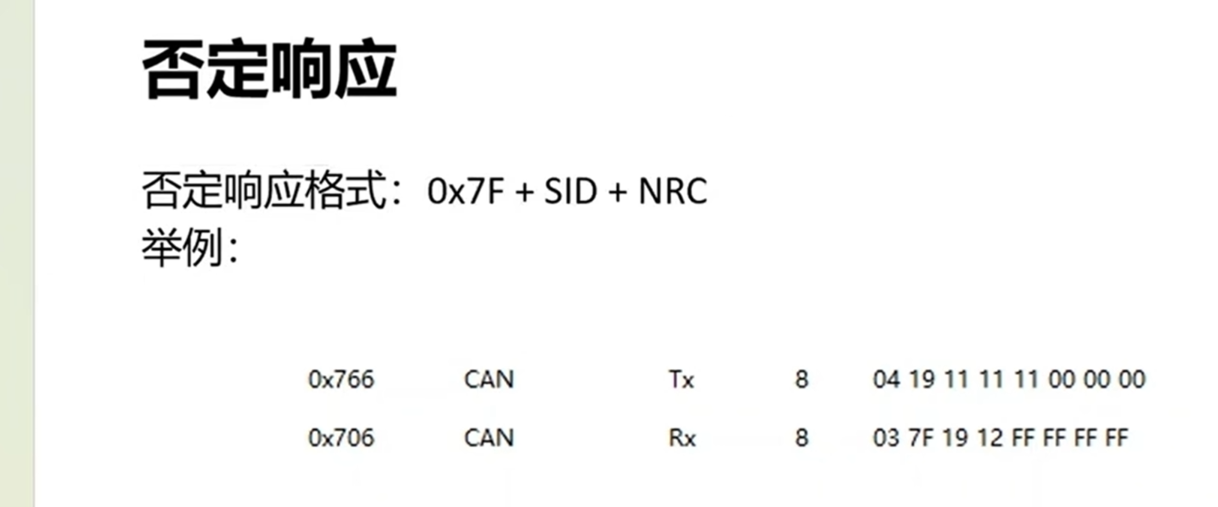 否定响应
否定响应格式：0x7F + SID + NRC
举例：
0x766 CAN Tx 8 04 19 11 11 11 00 00 00
0x706 CAN Rx 8 03 7F 19 12 FF FF FF FF